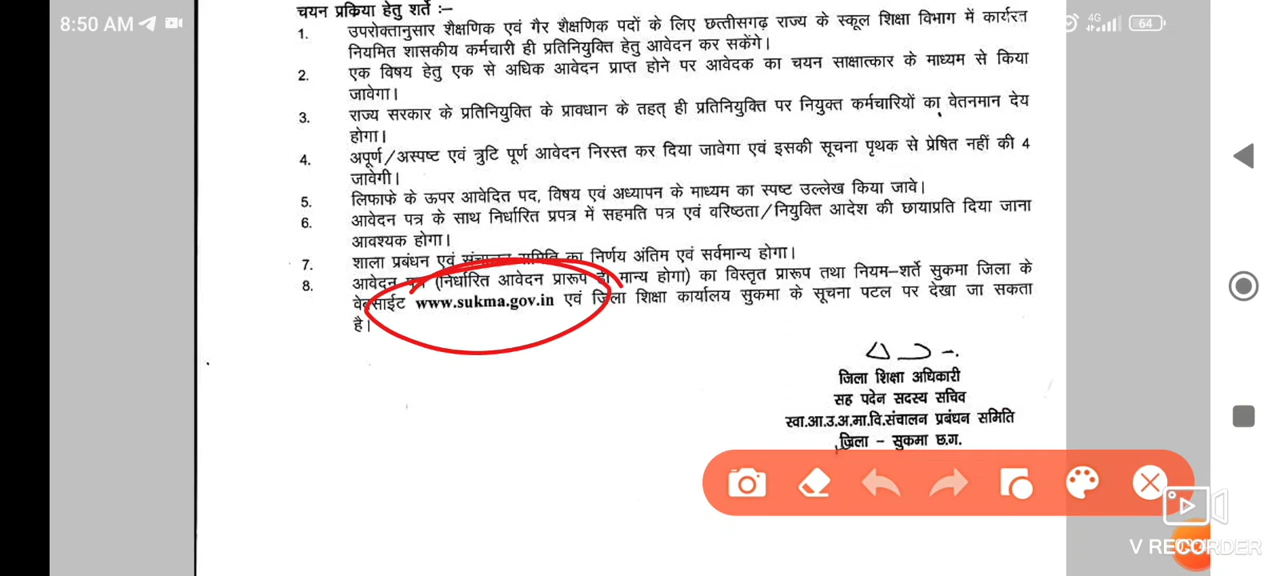 8:50 AM
4G
64
चयन प्रकिया हेतु शर्ते :–
1. उपरोक्तानुसार शैक्षणिक एवं गैर शैक्षणिक पदों के लिए छत्तीसगढ़ राज्य के स्कूल शिक्षा विभाग में कार्यरत
नियमित शासकीय कर्मचारी ही प्रतिनियुक्ति हेतु आवेदन कर सकेंगे।
2. एक विषय हेतु एक से अधिक आवेदन प्राप्त होने पर आवेदक का चयन साक्षात्कार के माध्यम से किया
जावेगा।
3. राज्य सरकार के प्रतिनियुक्ति के प्रावधान के तहत् ही प्रतिनियुक्ति पर नियुक्त कर्मचारियों का वेतनमान देय
होगा।
4. अपूर्ण/अस्पष्ट एवं त्रुटि पूर्ण आवेदन निरस्त कर दिया जावेगा एवं इसकी सूचना पृथक से प्रेषित नहीं की 4
जावेगी।
5. लिफाफे के ऊपर आवेदित पद, विषय एवं अध्यापन के माध्यम का स्पष्ट उल्लेख किया जावे।
6. आवेदन पत्र के साथ निर्धारित प्रपत्र में सहमति पत्र एवं वरिष्ठता/नियुक्ति आदेश की छायाप्रति दिया जाना
आवश्यक होगा।
7. शाला प्रबंधन एवं संचालन समिति का निर्णय अंतिम एवं सर्वमान्य होगा।
8. आवेदन पत्र (निर्धारित आवेदन प्रारूप ही मान्य होगा) का विस्तृत प्रारूप तथा नियम–शर्ते सुकमा जिला के
वेबसाईट www.sukma.gov.in एवं जिला शिक्षा कार्यालय सुकमा के सूचना पटल पर देखा जा सकता
है।
जिला शिक्षा अधिकारी
सह पदेन सदस्य सचिव
स्वा.आ.उ.अ.मा.वि.संचालन प्रबंधन समिति
जिला – सुकमा छ.ग.
V RECORDER